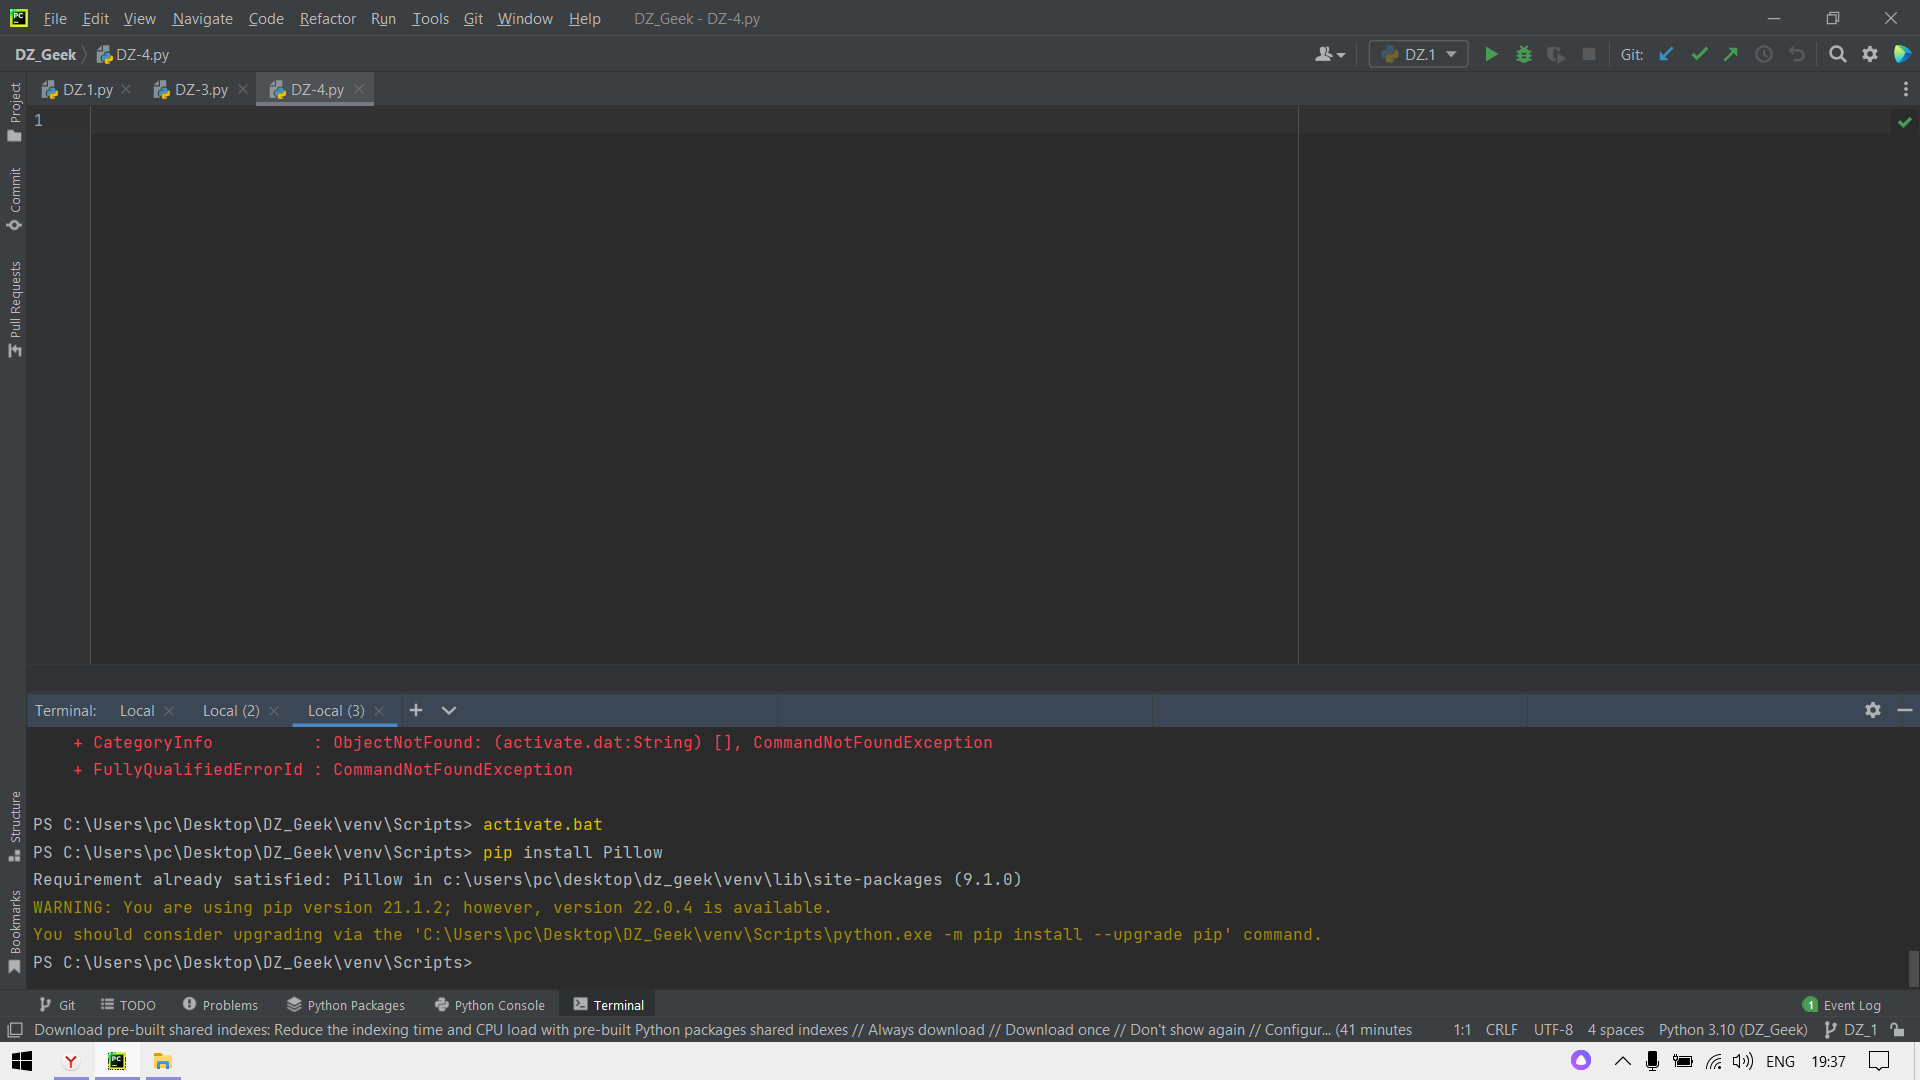 File Edit View Navigate Code Refactor Run Tools Git Window Help DZ_Geek - DZ-4.py
DZ_Geek DZ-4.py DZ.1 Git:
DZ.1.py DZ-3.py DZ-4.py
1
Project
Commit
Pull Requests
Structure
Bookmarks
Terminal: Local Local (2) Local (3)
+ CategoryInfo : ObjectNotFound: (activate.dat:String) [], CommandNotFoundException
+ FullyQualifiedErrorId : CommandNotFoundException
PS C:\Users\pc\Desktop\DZ_Geek\venv\Scripts> activate.bat
PS C:\Users\pc\Desktop\DZ_Geek\venv\Scripts> pip install Pillow
Requirement already satisfied: Pillow in c:\users\pc\desktop\dz_geek\venv\lib\site-packages (9.1.0)
WARNING: You are using pip version 21.1.2; however, version 22.0.4 is available.
You should consider upgrading via the 'C:\Users\pc\Desktop\DZ_Geek\venv\Scripts\python.exe -m pip install --upgrade pip' command.
PS C:\Users\pc\Desktop\DZ_Geek\venv\Scripts>
Git TODO Problems Python Packages Python Console Terminal 1 Event Log
Download pre-built shared indexes: Reduce the indexing time and CPU load with pre-built Python packages shared indexes // Always download // Download once // Don't show again // Configur... (41 minutes 1:1 CRLF UTF-8 4 spaces Python 3.10 (DZ_Geek) DZ_1
ENG 19:37